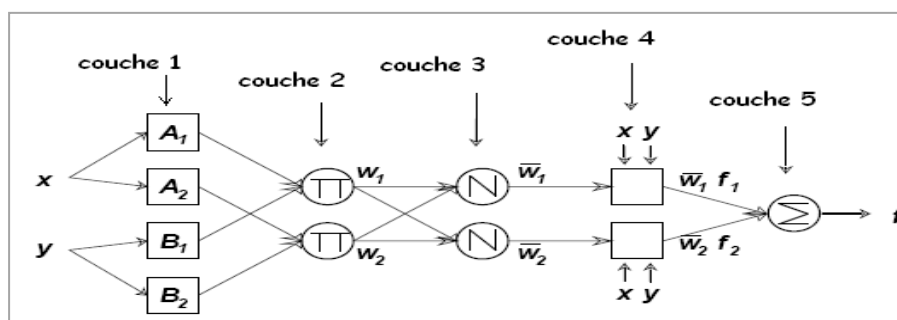 couche 1
couche 2
couche 3
couche 4
couche 5
x y
A1
A2
B1
B2
x
y
∏
∏
w1
w2
N
N
w̅1
w̅2
w̅1 f1
w̅2 f2
x y
Σ
f